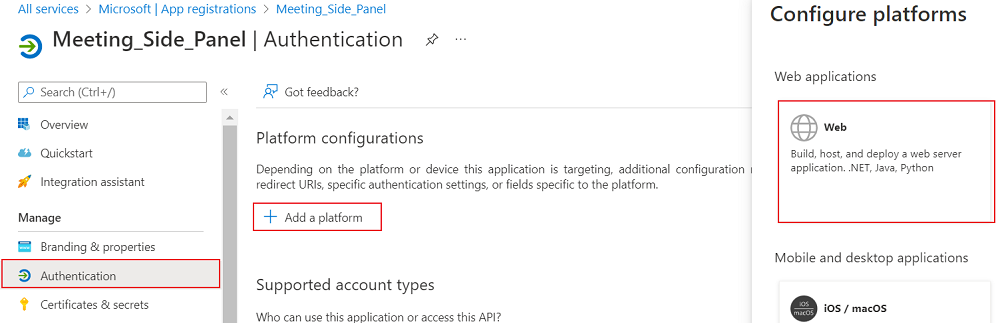 All services > Microsoft | App registrations > Meeting_Side_Panel >
Meeting_Side_Panel | Authentication
Search (Ctrl+/)
«
Overview
Quickstart
Integration assistant
Manage
Branding & properties
Authentication
Certificates & secrets
Got feedback?
Platform configurations
Depending on the platform or device this application is targeting, additional configuration
redirect URIs, specific authentication settings, or fields specific to the platform.
+ Add a platform
Supported account types
Who can use this application or access this API?
Configure platforms
Web applications
Web
Build, host, and deploy a web server
application. .NET, Java, Python
Mobile and desktop applications
iOS
macOS
iOS / macOS